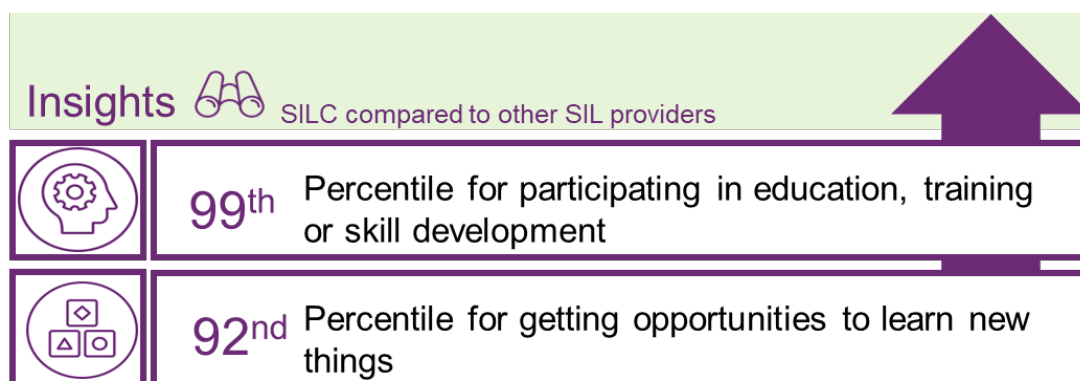 Insights SILC compared to other SIL providers
99th Percentile for participating in education, training
or skill development
92nd Percentile for getting opportunities to learn new
things